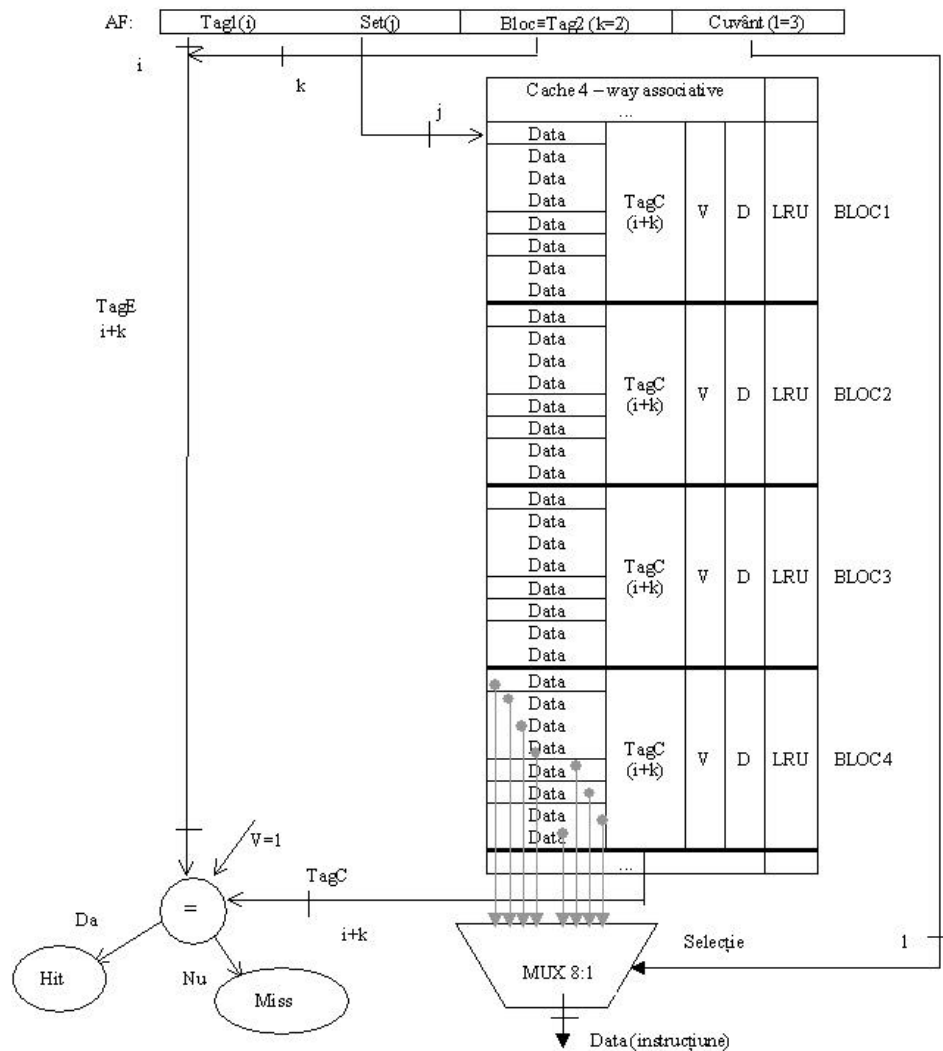 AF: Tag1(i) Set(j) Bloc=Tag2 (k=2) Cuvânt (l=3)
i
k
j
Cache 4 – way associative
...
Data
Data
Data
Data
Data
Data
Data
Data
TagC
(i+k)
V
D
LRU
BLOC1
TagE
i+k
Data
Data
Data
Data
Data
Data
Data
Data
TagC
(i+k)
V
D
LRU
BLOC2
Data
Data
Data
Data
Data
Data
Data
Data
TagC
(i+k)
V
D
LRU
BLOC3
Data
Data
Data
Data
Data
Data
Data
Data
TagC
(i+k)
V
D
LRU
BLOC4
...
V=1
TagC
=
i+k
Da
Nu
Hit
Miss
Selecție
l
MUX 8:1
Data (instrucțiune)